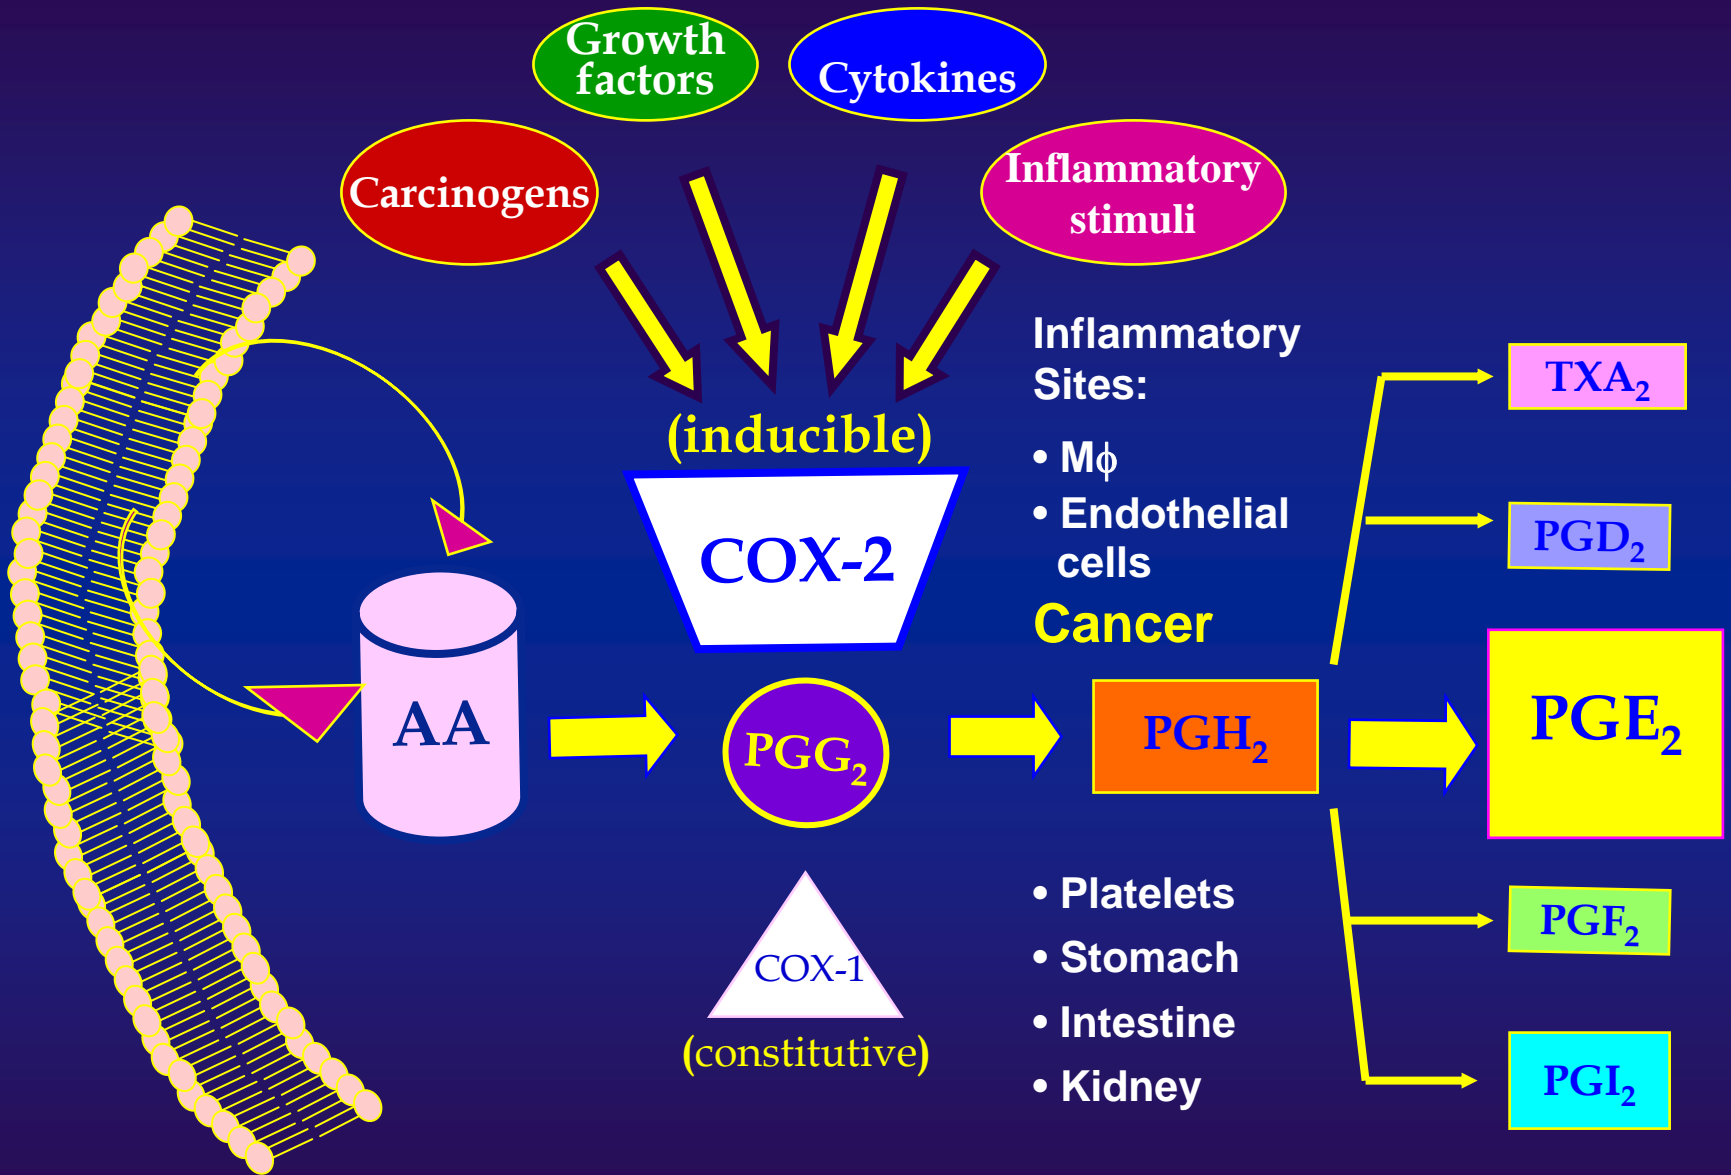 Growth
factors
Cytokines
Carcinogens
Inflammatory
stimuli
(inducible)
COX-2
Inflammatory
Sites:
• Mϕ
• Endothelial
cells
Cancer
AA
PGG₂
PGH₂
COX-1
(constitutive)
• Platelets
• Stomach
• Intestine
• Kidney
TXA₂
PGD₂
PGE₂
PGF₂
PGI₂